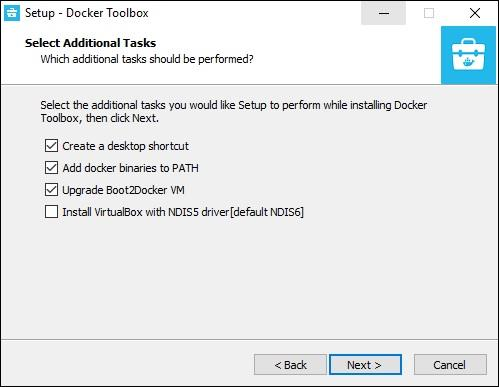 Setup - Docker Toolbox
Select Additional Tasks
Which additional tasks should be performed?
Select the additional tasks you would like Setup to perform while installing Docker
Toolbox, then click Next.
Create a desktop shortcut
Add docker binaries to PATH
Upgrade Boot2Docker VM
Install VirtualBox with NDIS5 driver[default NDIS6]
< Back
Next >
Cancel